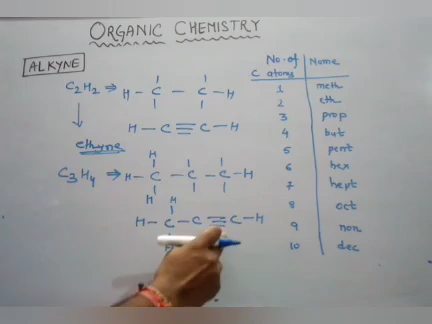 ORGANIC CHEMISTRY
ALKYNE
C2H2 ⇒ H - C - C - H
H - C ≡ C - H
ethyne
H
C3H4 ⇒ H - C - C - C - H
H H
H - C - C ≡ C - H
H
No. of C atoms Name
1 meth
2 eth
3 prop
4 but
5 pent
6 hex
7 hept
8 oct
9 non
10 dec